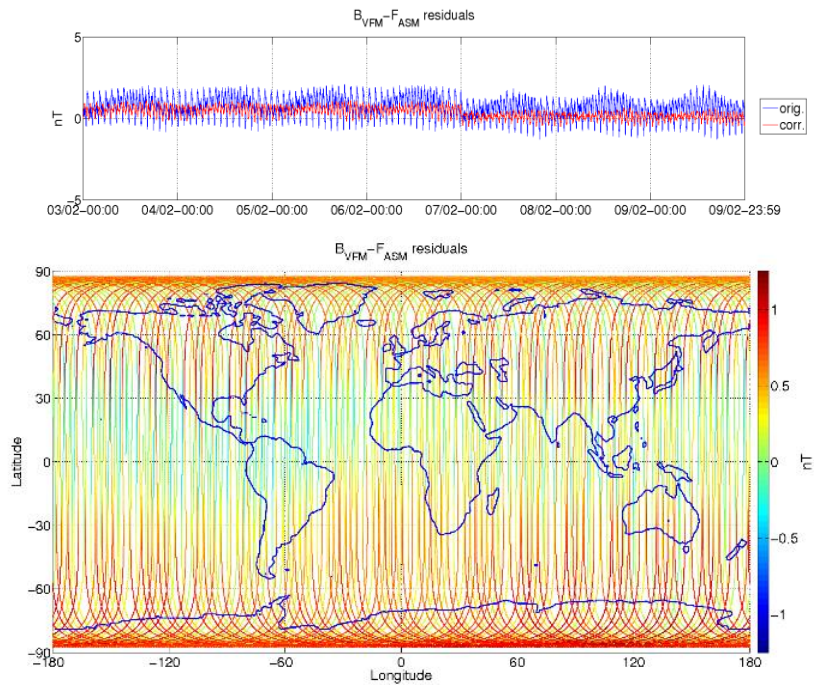 B_VFM−F_ASM residuals
5
0
−5
nT
03/02−00:00 04/02−00:00 05/02−00:00 06/02−00:00 07/02−00:00 08/02−00:00 09/02−00:00 09/02−23:59
orig.
corr.
B_VFM−F_ASM residuals
90
60
30
0
−30
−60
−90
Latitude
−180 −120 −60 0 60 120 180
Longitude
1
0.5
0
−0.5
−1
nT